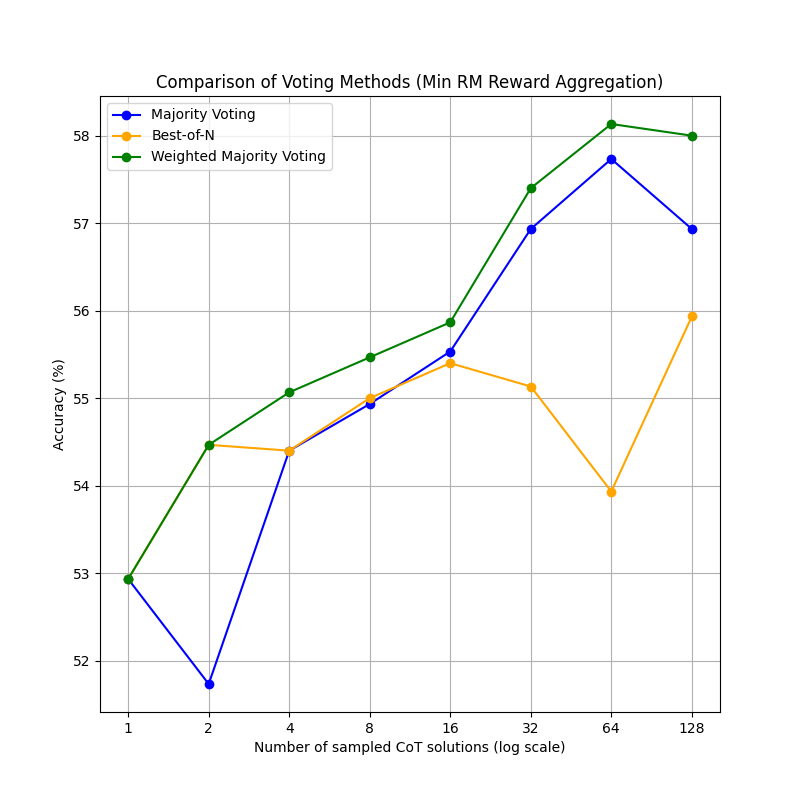 Comparison of Voting Methods (Min RM Reward Aggregation)
Majority Voting
Best-of-N
Weighted Majority Voting
58
57
56
55
54
53
52
Accuracy (%)
1 2 4 8 16 32 64 128
Number of sampled CoT solutions (log scale)